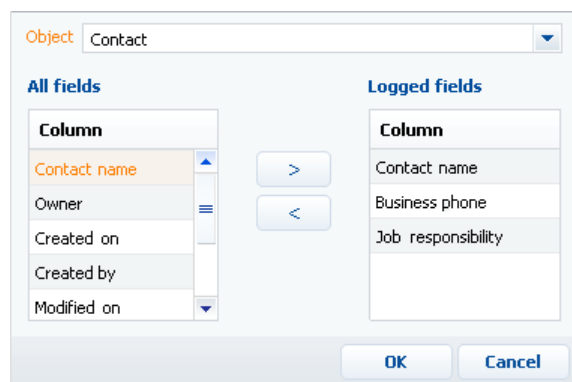 Object Contact
All fields Logged fields
Column Column
Contact name > Contact name
Owner < Business phone
Created on Job responsibility
Created by
Modified on
OK Cancel